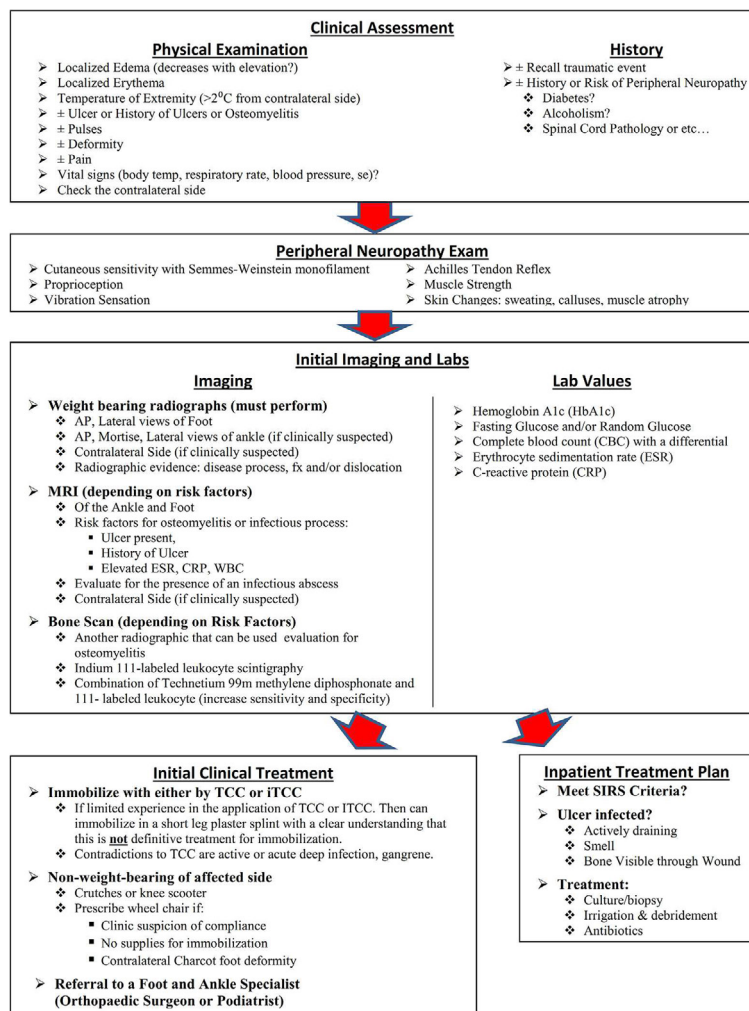 Clinical Assessment
Physical Examination
➤ Localized Edema (decreases with elevation?)
➤ Localized Erythema
➤ Temperature of Extremity (>2⁰C from contralateral side)
➤ ± Ulcer or History of Ulcers or Osteomyelitis
➤ ± Pulses
➤ ± Deformity
➤ ± Pain
➤ Vital signs (body temp, respiratory rate, blood pressure, se)?
➤ Check the contralateral side
History
➤ ± Recall traumatic event
➤ ± History or Risk of Peripheral Neuropathy
❖ Diabetes?
❖ Alcoholism?
❖ Spinal Cord Pathology or etc…
Peripheral Neuropathy Exam
➤ Cutaneous sensitivity with Semmes-Weinstein monofilament
➤ Proprioception
➤ Vibration Sensation
➤ Achilles Tendon Reflex
➤ Muscle Strength
➤ Skin Changes: sweating, calluses, muscle atrophy
Initial Imaging and Labs
Imaging
➤ Weight bearing radiographs (must perform)
❖ AP, Lateral views of Foot
❖ AP, Mortise, Lateral views of ankle (if clinically suspected)
❖ Contralateral Side (if clinically suspected)
❖ Radiographic evidence: disease process, fx and/or dislocation
➤ MRI (depending on risk factors)
❖ Of the Ankle and Foot
❖ Risk factors for osteomyelitis or infectious process:
▪ Ulcer present,
▪ History of Ulcer
▪ Elevated ESR, CRP, WBC
❖ Evaluate for the presence of an infectious abscess
❖ Contralateral Side (if clinically suspected)
➤ Bone Scan (depending on Risk Factors)
❖ Another radiographic that can be used evaluation for
osteomyelitis
❖ Indium 111-labeled leukocyte scintigraphy
❖ Combination of Technetium 99m methylene diphosphonate and
111- labeled leukocyte (increase sensitivity and specificity)
Lab Values
➤ Hemoglobin A1c (HbA1c)
➤ Fasting Glucose and/or Random Glucose
➤ Complete blood count (CBC) with a differential
➤ Erythrocyte sedimentation rate (ESR)
➤ C-reactive protein (CRP)
Initial Clinical Treatment
➤ Immobilize with either by TCC or iTCC
❖ If limited experience in the application of TCC or ITCC. Then can
immobilize in a short leg plaster splint with a clear understanding that
this is not definitive treatment for immobilization.
❖ Contradictions to TCC are active or acute deep infection, gangrene.
➤ Non-weight-bearing of affected side
❖ Crutches or knee scooter
❖ Prescribe wheel chair if:
▪ Clinic suspicion of compliance
▪ No supplies for immobilization
▪ Contralateral Charcot foot deformity
➤ Referral to a Foot and Ankle Specialist
(Orthopaedic Surgeon or Podiatrist)
Inpatient Treatment Plan
➤ Meet SIRS Criteria?
➤ Ulcer infected?
❖ Actively draining
❖ Smell
❖ Bone Visible through Wound
➤ Treatment:
❖ Culture/biopsy
❖ Irrigation & debridement
❖ Antibiotics